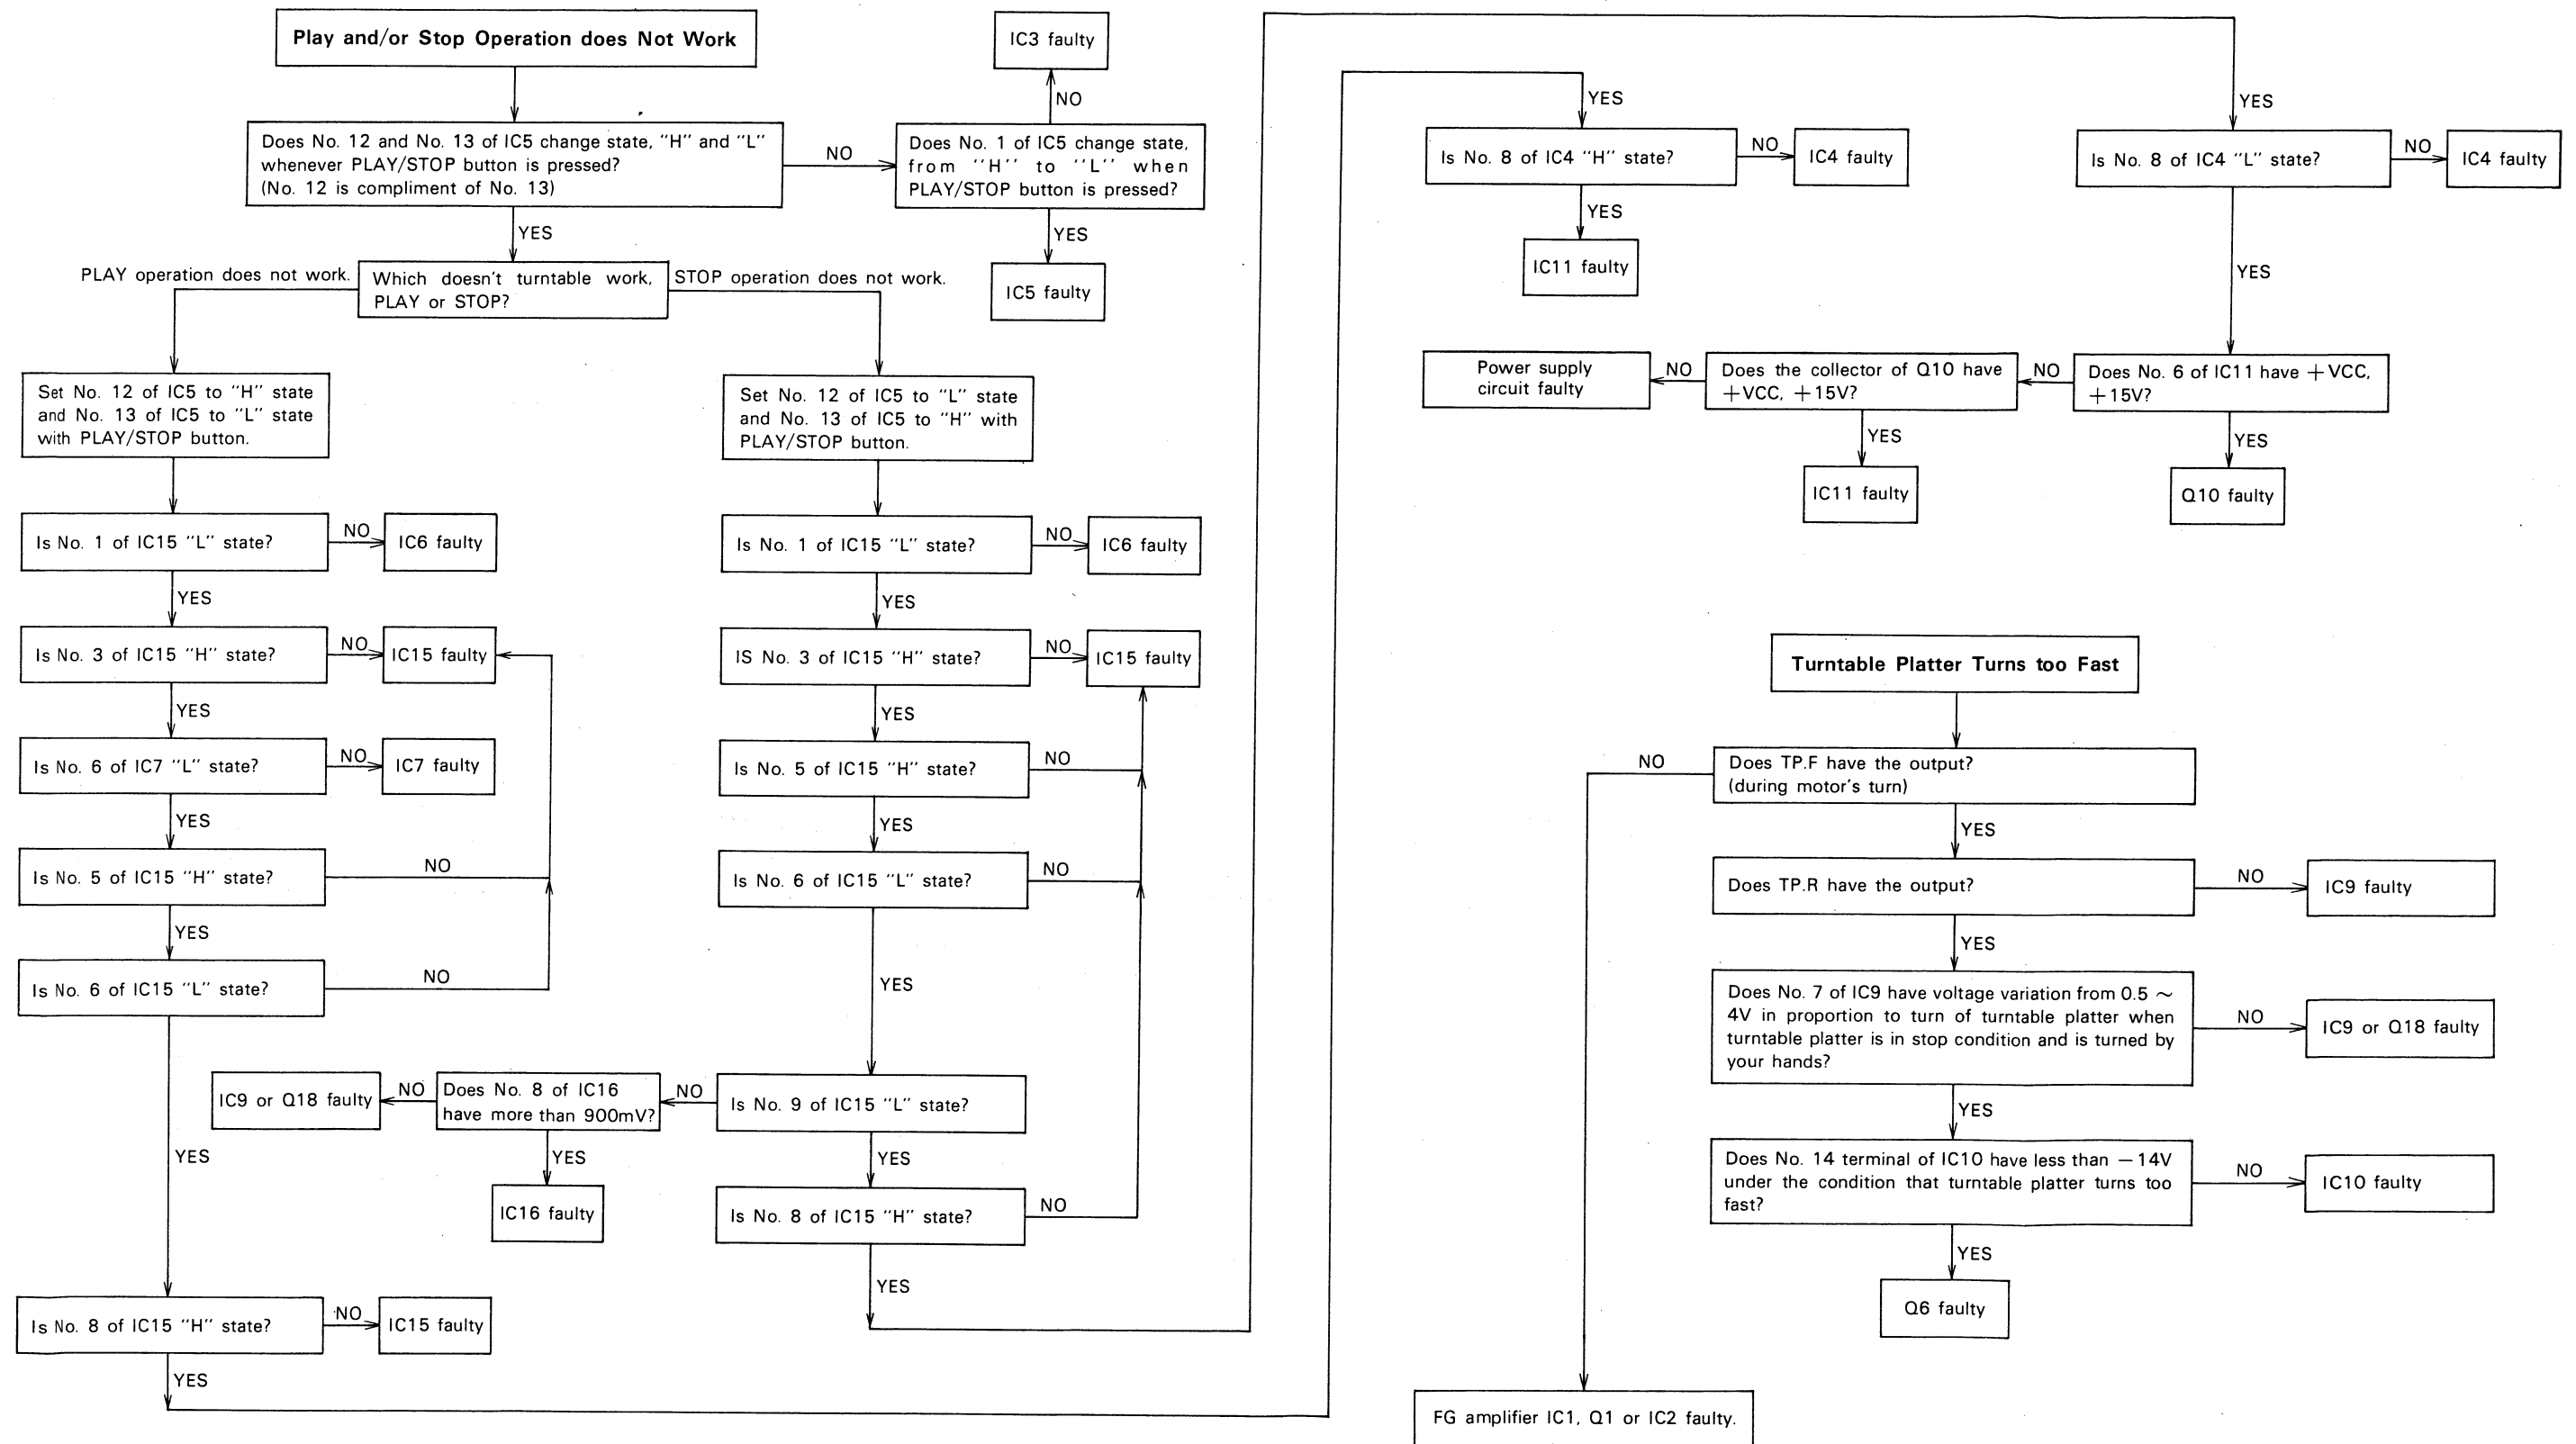 Play and/or Stop Operation does Not Work
Does No. 12 and No. 13 of IC5 change state, "H" and "L"
whenever PLAY/STOP button is pressed?
(No. 12 is compliment of No. 13)
NO
Does No. 1 of IC5 change state,
from "H" to "L" when
PLAY/STOP button is pressed?
NO
IC3 faulty
YES
IC5 faulty
YES
Which doesn't turntable work,
PLAY or STOP?
PLAY operation does not work.
STOP operation does not work.
Set No. 12 of IC5 to "H" state
and No. 13 of IC5 to "L" state
with PLAY/STOP button.
Is No. 1 of IC15 "L" state?
NO
IC6 faulty
YES
Is No. 3 of IC15 "H" state?
NO
IC15 faulty
YES
Is No. 6 of IC7 "L" state?
NO
IC7 faulty
YES
Is No. 5 of IC15 "H" state?
NO
YES
Is No. 6 of IC15 "L" state?
NO
YES
Is No. 8 of IC15 "H" state?
NO
IC15 faulty
YES
Set No. 12 of IC5 to "L" state
and No. 13 of IC5 to "H" with
PLAY/STOP button.
Is No. 1 of IC15 "L" state?
NO
IC6 faulty
YES
IS No. 3 of IC15 "H" state?
NO
IC15 faulty
YES
Is No. 5 of IC15 "H" state?
NO
YES
Is No. 6 of IC15 "L" state?
NO
YES
Is No. 9 of IC15 "L" state?
NO
Does No. 8 of IC16
have more than 900mV?
NO
IC9 or Q18 faulty
YES
IC16 faulty
YES
Is No. 8 of IC15 "H" state?
NO
YES
YES
Is No. 8 of IC4 "H" state?
NO
IC4 faulty
YES
IC11 faulty
YES
Is No. 8 of IC4 "L" state?
NO
IC4 faulty
YES
Does No. 6 of IC11 have +VCC,
+15V?
NO
Does the collector of Q10 have
+VCC, +15V?
NO
Power supply
circuit faulty
YES
IC11 faulty
YES
Q10 faulty
Turntable Platter Turns too Fast
Does TP.F have the output?
(during motor's turn)
NO
YES
Does TP.R have the output?
NO
IC9 faulty
YES
Does No. 7 of IC9 have voltage variation from 0.5 ~
4V in proportion to turn of turntable platter when
turntable platter is in stop condition and is turned by
your hands?
NO
IC9 or Q18 faulty
YES
Does No. 14 terminal of IC10 have less than −14V
under the condition that turntable platter turns too
fast?
NO
IC10 faulty
YES
Q6 faulty
FG amplifier IC1, Q1 or IC2 faulty.